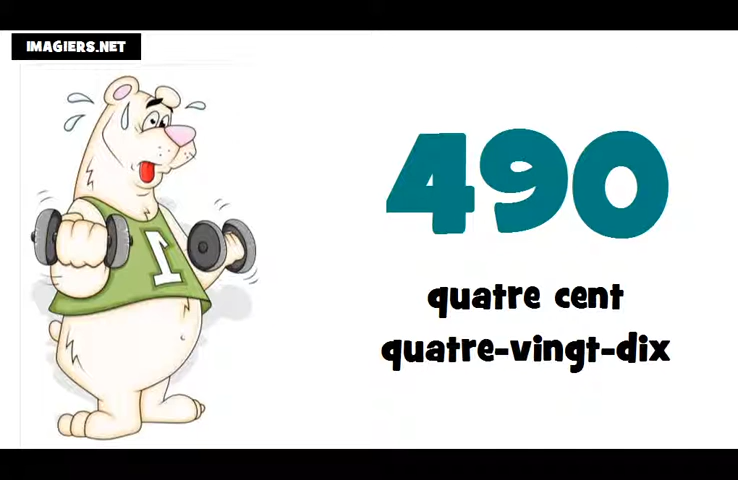 IMAGIERS.NET
1
490
quatre cent
quatre-vingt-dix